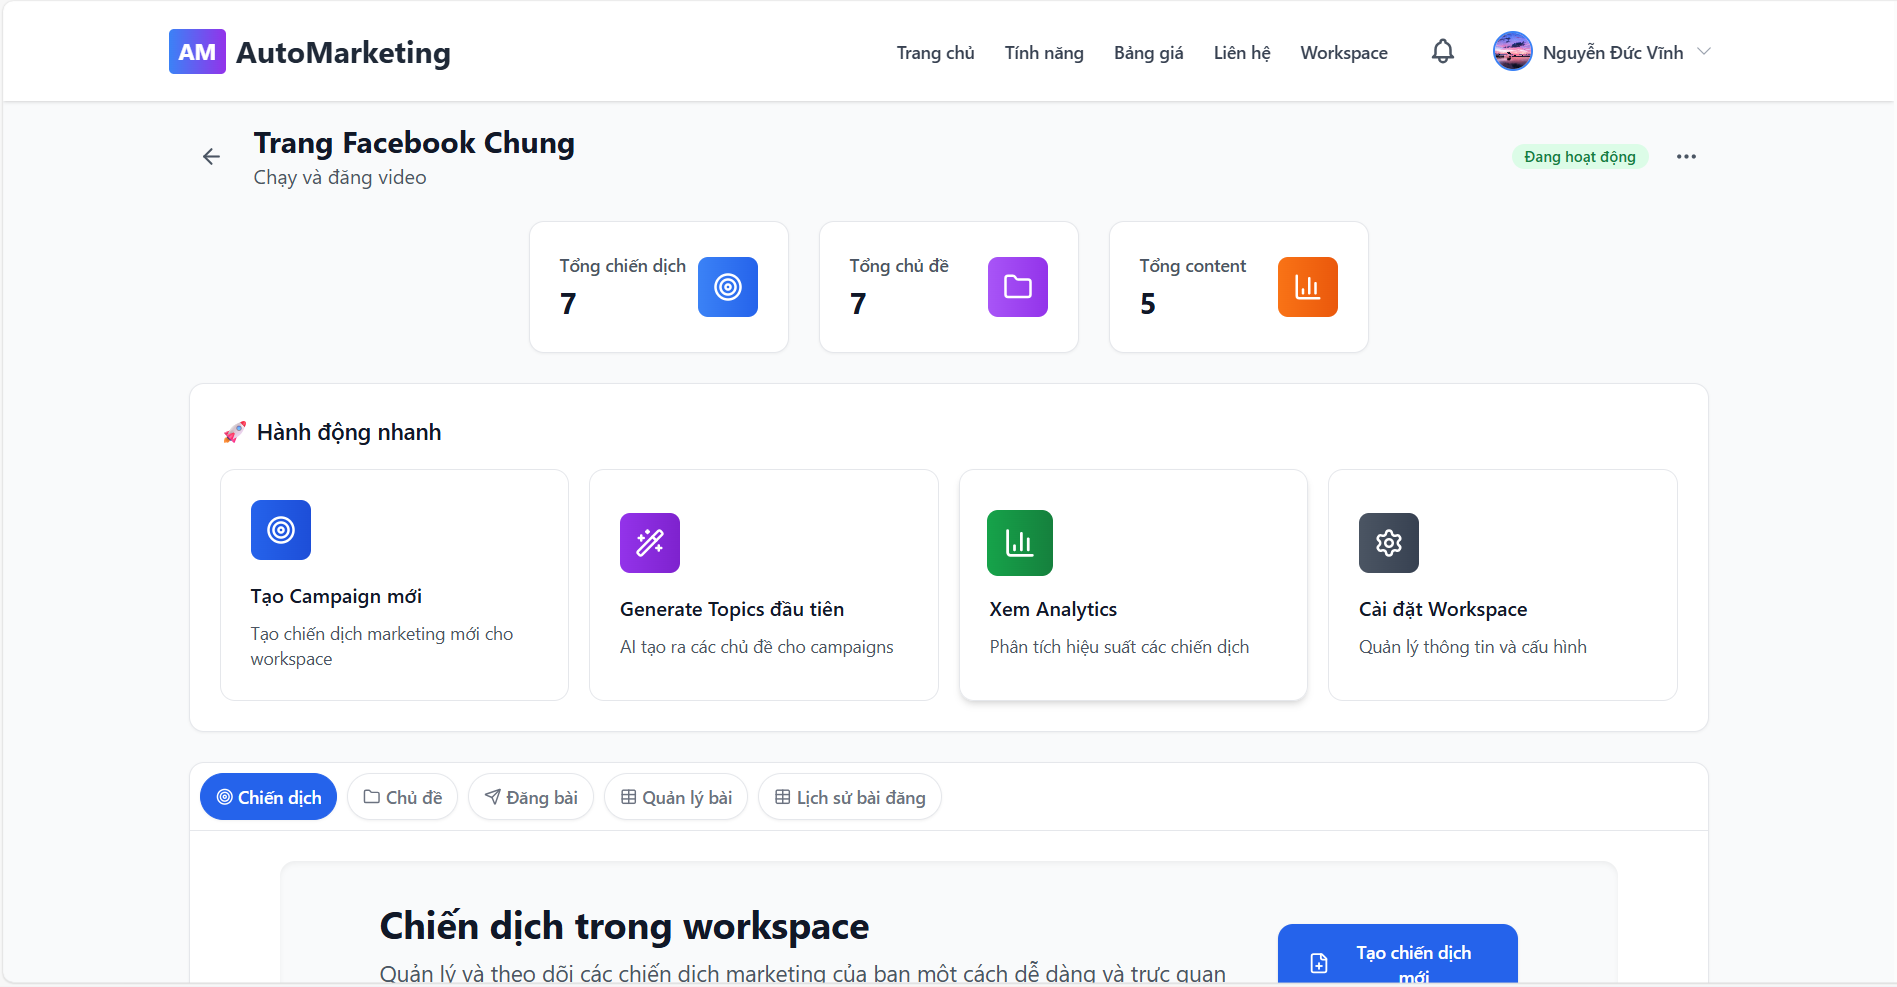 AM AutoMarketing
Trang chủ Tính năng Bảng giá Liên hệ Workspace Nguyễn Đức Vĩnh
Trang Facebook Chung
Chạy và đăng video
Đang hoạt động
Tổng chiến dịch
7
Tổng chủ đề
7
Tổng content
5
Hành động nhanh
Tạo Campaign mới
Tạo chiến dịch marketing mới cho
workspace
Generate Topics đầu tiên
AI tạo ra các chủ đề cho campaigns
Xem Analytics
Phân tích hiệu suất các chiến dịch
Cài đặt Workspace
Quản lý thông tin và cấu hình
Chiến dịch Chủ đề Đăng bài Quản lý bài Lịch sử bài đăng
Chiến dịch trong workspace
Quản lý và theo dõi các chiến dịch marketing của bạn một cách dễ dàng và trực quan
Tạo chiến dịch
mới